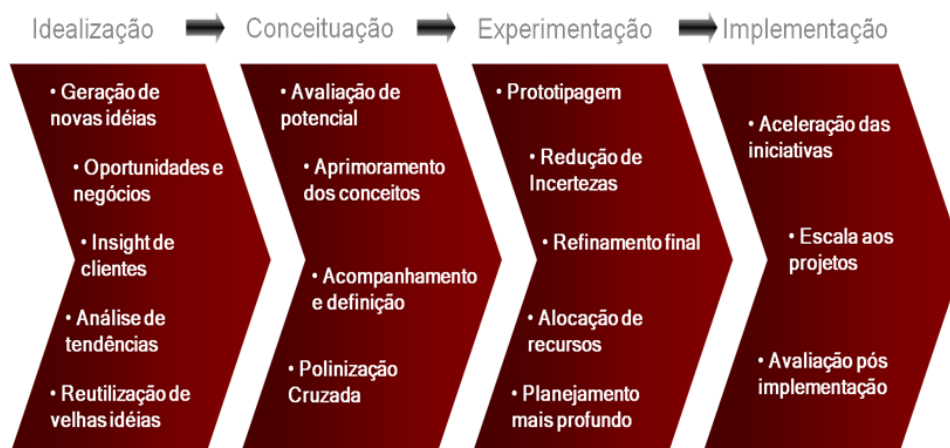 Idealização
Conceituação
Experimentação
Implementação
• Geração de
novas idéias
• Oportunidades e
negócios
• Insight de
clientes
• Análise de
tendências
• Reutilização de
velhas idéias
• Avaliação de
potencial
• Aprimoramento
dos conceitos
• Acompanhamento
e definição
• Polinização
Cruzada
• Prototipagem
• Redução de
Incertezas
• Refinamento final
• Alocação de
recursos
• Planejamento
mais profundo
• Aceleração das
iniciativas
• Escala aos
projetos
• Avaliação pós
implementação